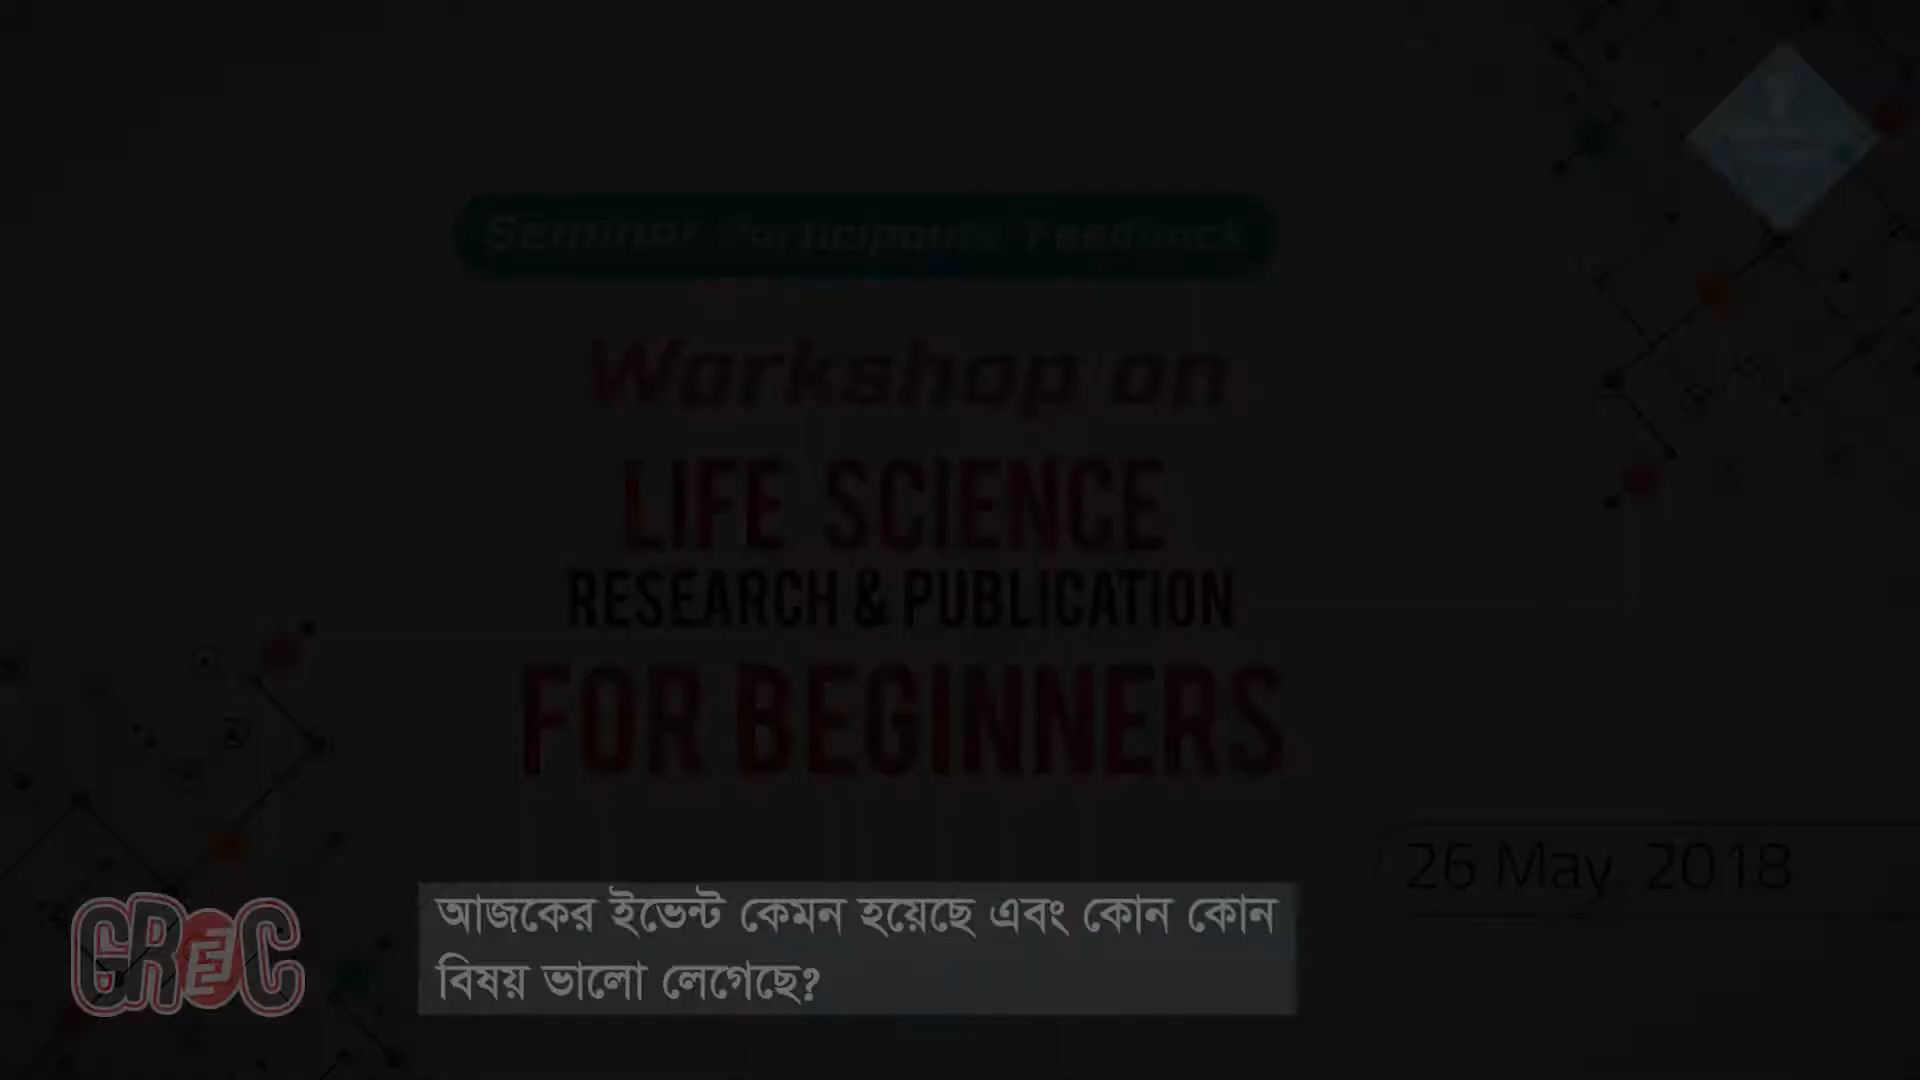 Seminar Participants Feedback
Workshop on
LIFE SCIENCE
RESEARCH & PUBLICATION
FOR BEGINNERS
26 May, 2018
GREC
আজকের ইভেন্ট কেমন হয়েছে এবং কোন কোন
বিষয় ভালো লেগেছে?